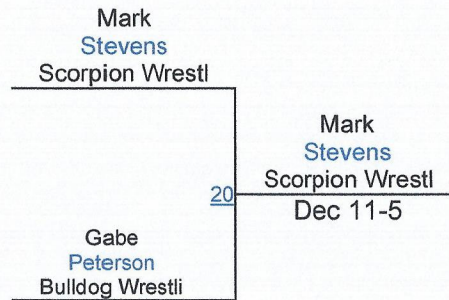 Mark
Stevens
Scorpion Wrestl
Mark
Stevens
Scorpion Wrestl
20
Dec 11-5
Gabe
Peterson
Bulldog Wrestli